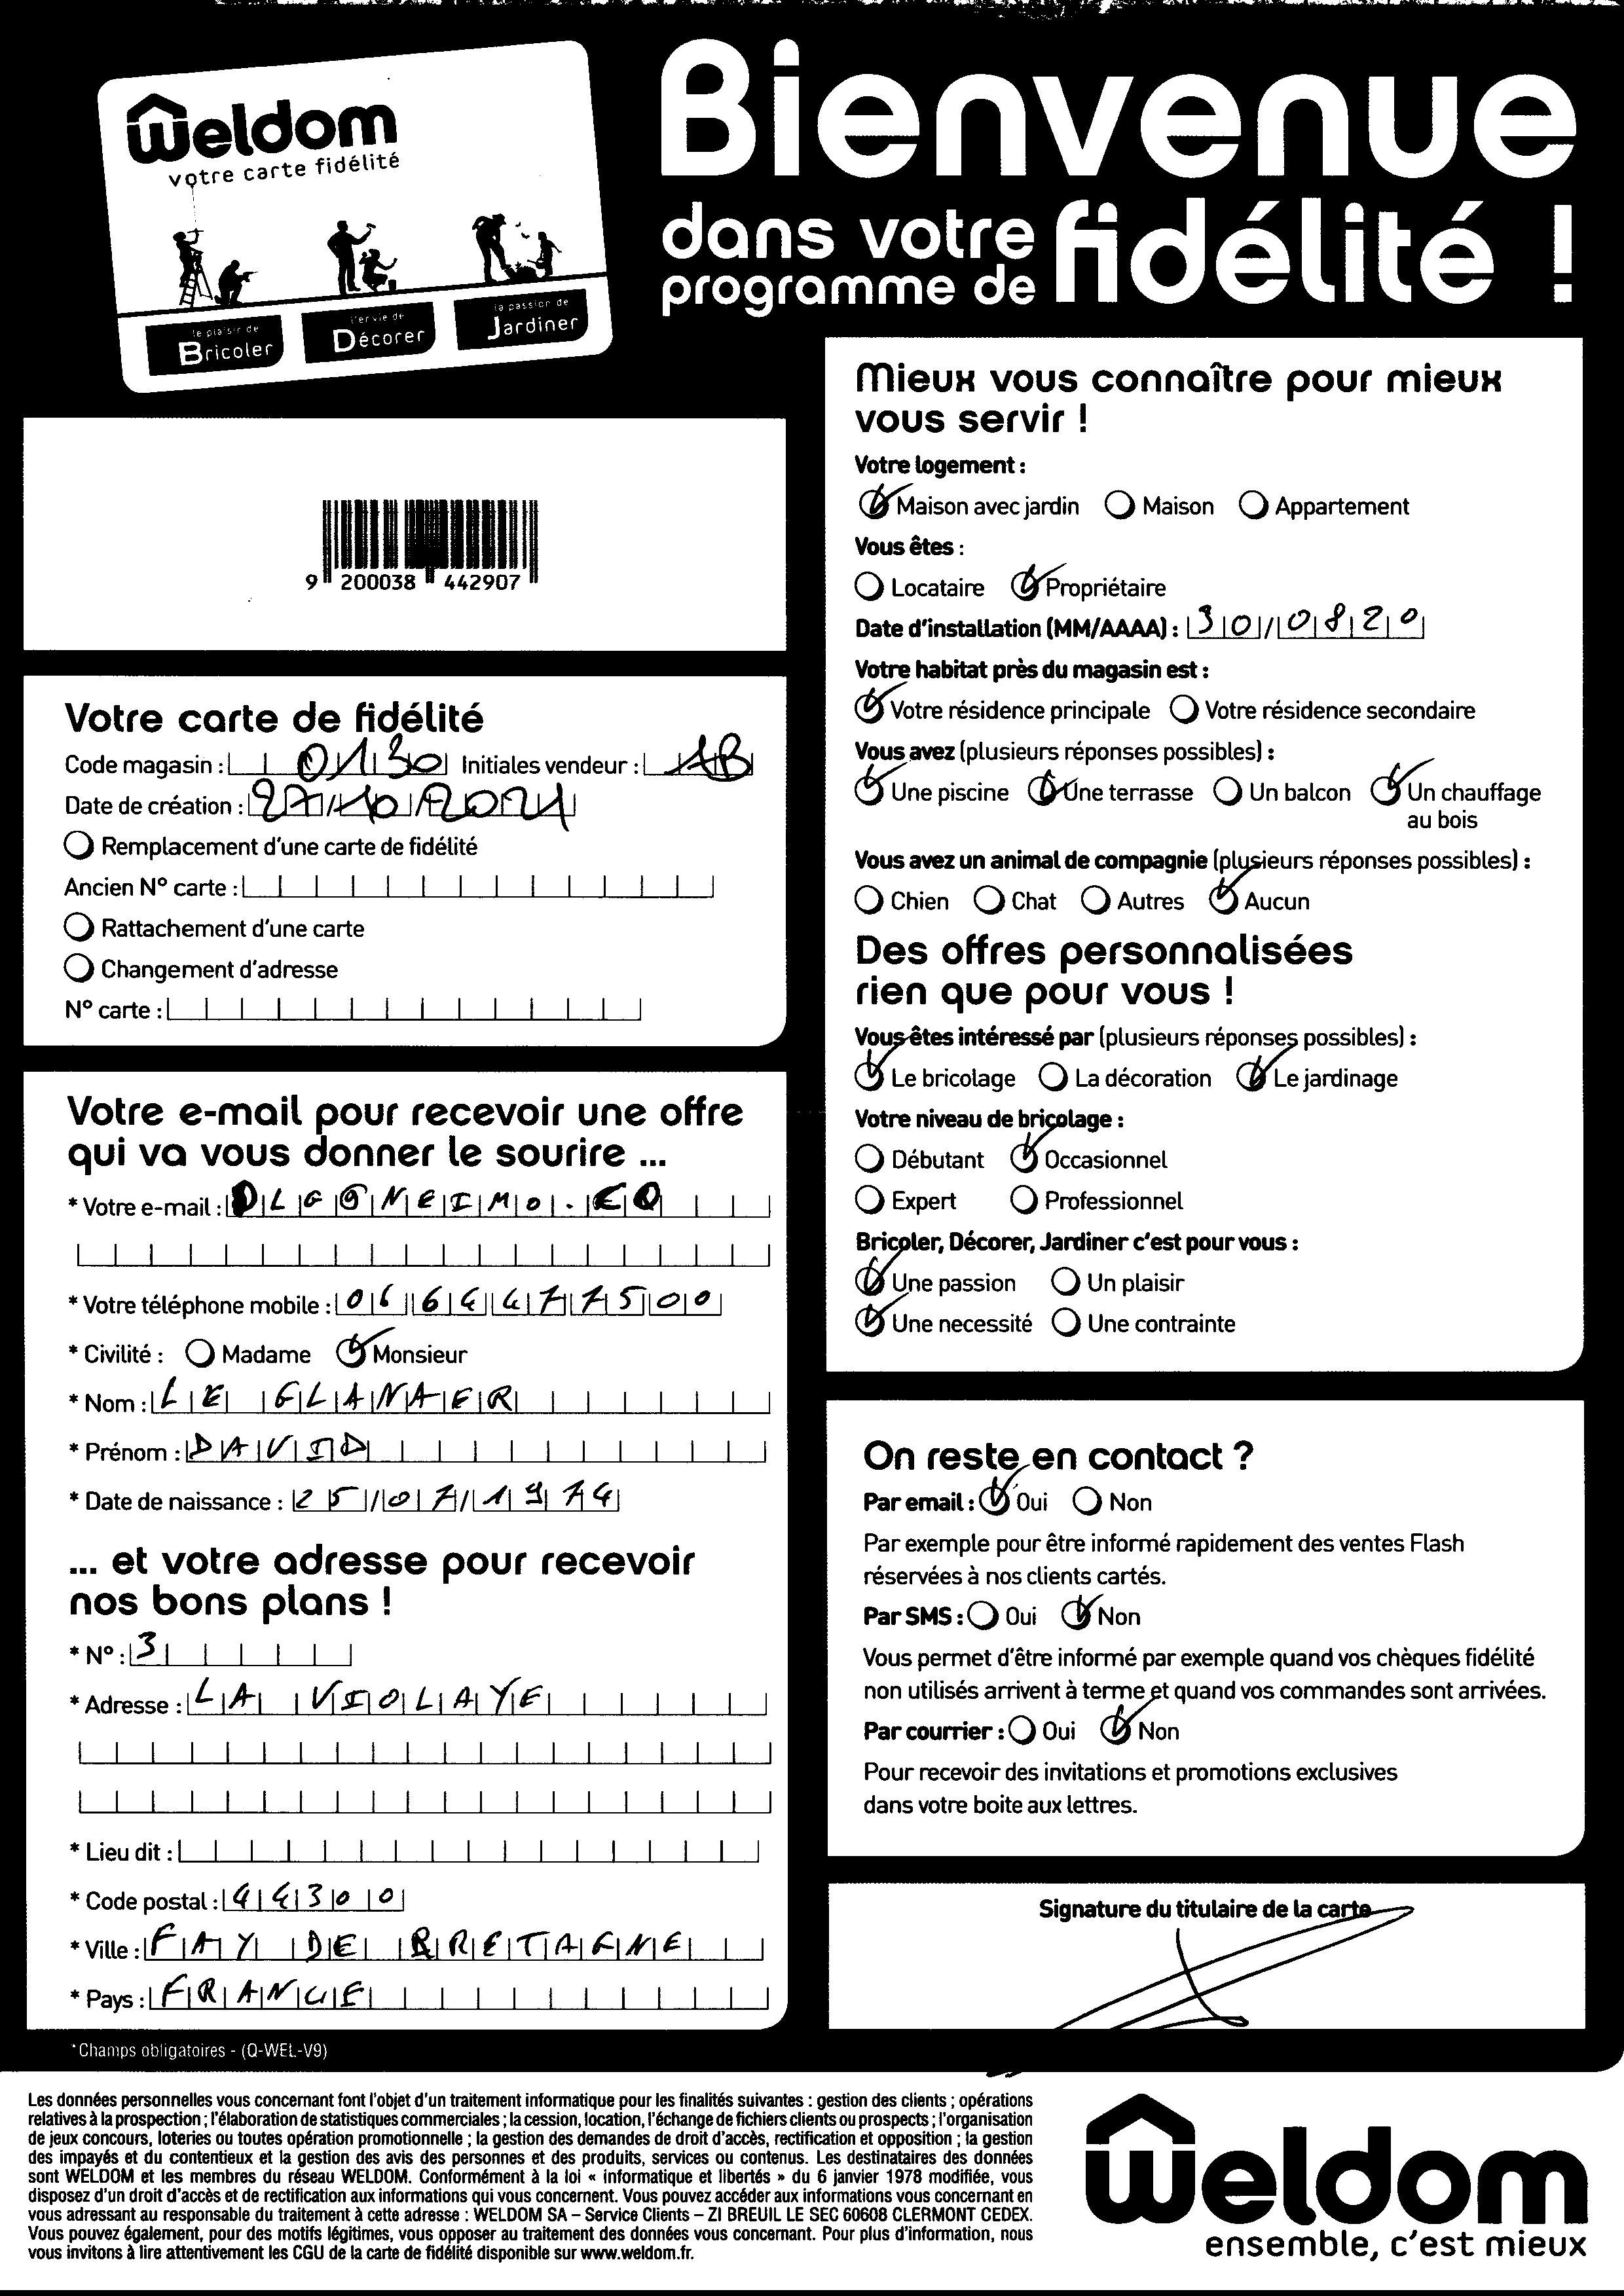 Weldom
votre carte fidélité
le plaisir de
Bricoler
l'envie de
Décorer
la passion de
Jardiner
Bienvenue
dans votre
programme de fidélité !
9 200038 442907
Votre carte de fidélité
Code magasin : 0130 Initiales vendeur : AB
Date de création : 27/10/2021
Remplacement d'une carte de fidélité
Ancien N° carte :
Rattachement d'une carte
Changement d'adresse
N° carte :
Votre e-mail pour recevoir une offre
qui va vous donner le sourire ...
* Votre e-mail : DLG@NEIMO.EO
* Votre téléphone mobile : 0664477500
* Civilité : Madame Monsieur
* Nom : LE GLANAER
* Prénom : DAVID
* Date de naissance : 25/07/1974
... et votre adresse pour recevoir
nos bons plans !
* N° : 3
* Adresse : LA VIOLAYE
* Lieu dit :
* Code postal : 44300
* Ville : FAY DE BRETAGNE
* Pays : FRANCE
* Champs obligatoires - (Q-WEL-V9)
Mieux vous connaître pour mieux
vous servir !
Votre logement :
Maison avec jardin Maison Appartement
Vous êtes :
Locataire Propriétaire
Date d'installation (MM/AAAA) : 30/0820
Votre habitat près du magasin est :
Votre résidence principale Votre résidence secondaire
Vous avez (plusieurs réponses possibles) :
Une piscine Une terrasse Un balcon Un chauffage
au bois
Vous avez un animal de compagnie (plusieurs réponses possibles) :
Chien Chat Autres Aucun
Des offres personnalisées
rien que pour vous !
Vous êtes intéressé par (plusieurs réponses possibles) :
Le bricolage La décoration Le jardinage
Votre niveau de bricolage :
Débutant Occasionnel
Expert Professionnel
Bricoler, Décorer, Jardiner c'est pour vous :
Une passion Un plaisir
Une necessité Une contrainte
On reste en contact ?
Par email : Oui Non
Par exemple pour être informé rapidement des ventes Flash
réservées à nos clients cartés.
Par SMS : Oui Non
Vous permet d'être informé par exemple quand vos chèques fidélité
non utilisés arrivent à terme et quand vos commandes sont arrivées.
Par courrier : Oui Non
Pour recevoir des invitations et promotions exclusives
dans votre boite aux lettres.
Signature du titulaire de la carte
Les données personnelles vous concernant font l'objet d'un traitement informatique pour les finalités suivantes : gestion des clients ; opérations
relatives à la prospection ; l'élaboration de statistiques commerciales ; la cession, location, l'échange de fichiers clients ou prospects ; l'organisation
de jeux concours, loteries ou toutes opération promotionnelle ; la gestion des demandes de droit d'accès, rectification et opposition ; la gestion
des impayés et du contentieux et la gestion des avis des personnes et des produits, services ou contenus. Les destinataires des données
sont WELDOM et les membres du réseau WELDOM. Conformément à la loi « informatique et libertés » du 6 janvier 1978 modifiée, vous
disposez d'un droit d'accès et de rectification aux informations qui vous concernent. Vous pouvez accéder aux informations vous concernant en
vous adressant au responsable du traitement à cette adresse : WELDOM SA – Service Clients – ZI BREUIL LE SEC 60608 CLERMONT CEDEX.
Vous pouvez également, pour des motifs légitimes, vous opposer au traitement des données vous concernant. Pour plus d'information, nous
vous invitons à lire attentivement les CGU de la carte de fidélité disponible sur www.weldom.fr.
Weldom
ensemble, c'est mieux